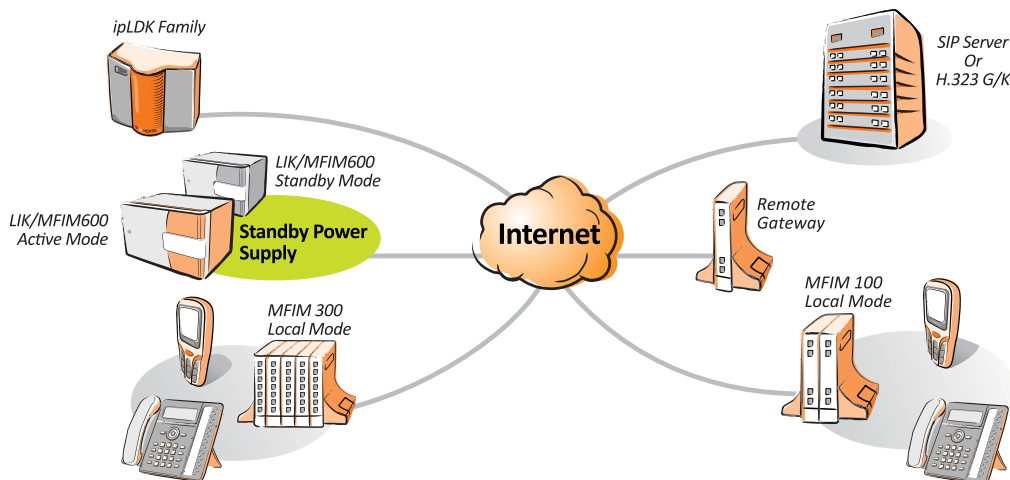 ipLDK Family
SIP Server
Or
H.323 G/K
LIK/MFIM600
Standby Mode
LIK/MFIM600
Active Mode
Standby Power
Supply
Internet
Remote
Gateway
MFIM 300
Local Mode
MFIM 100
Local Mode